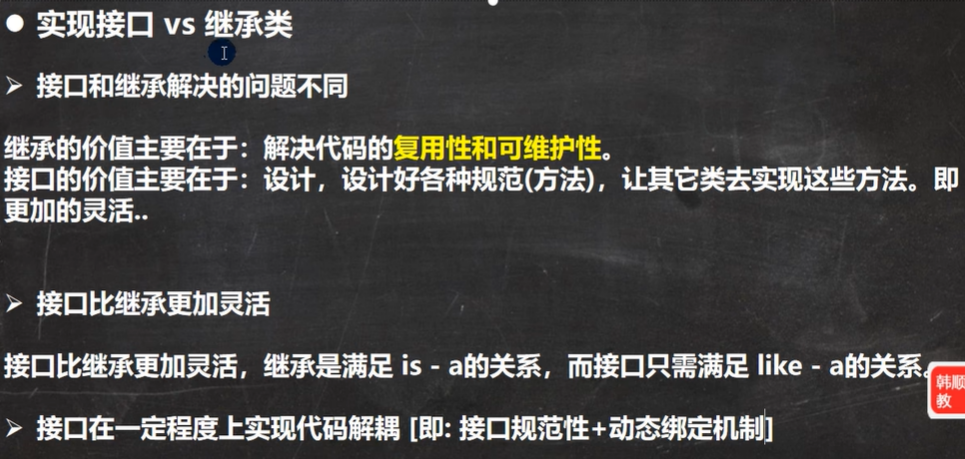 ● 实现接口 vs 继承类
➢ 接口和继承解决的问题不同
继承的价值主要在于：解决代码的复用性和可维护性。
接口的价值主要在于：设计，设计好各种规范(方法)，让其它类去实现这些方法。即
更加的灵活..
➢ 接口比继承更加灵活
接口比继承更加灵活，继承是满足 is - a的关系，而接口只需满足 like - a的关系。
韩顺
教
➢ 接口在一定程度上实现代码解耦 [即: 接口规范性+动态绑定机制]